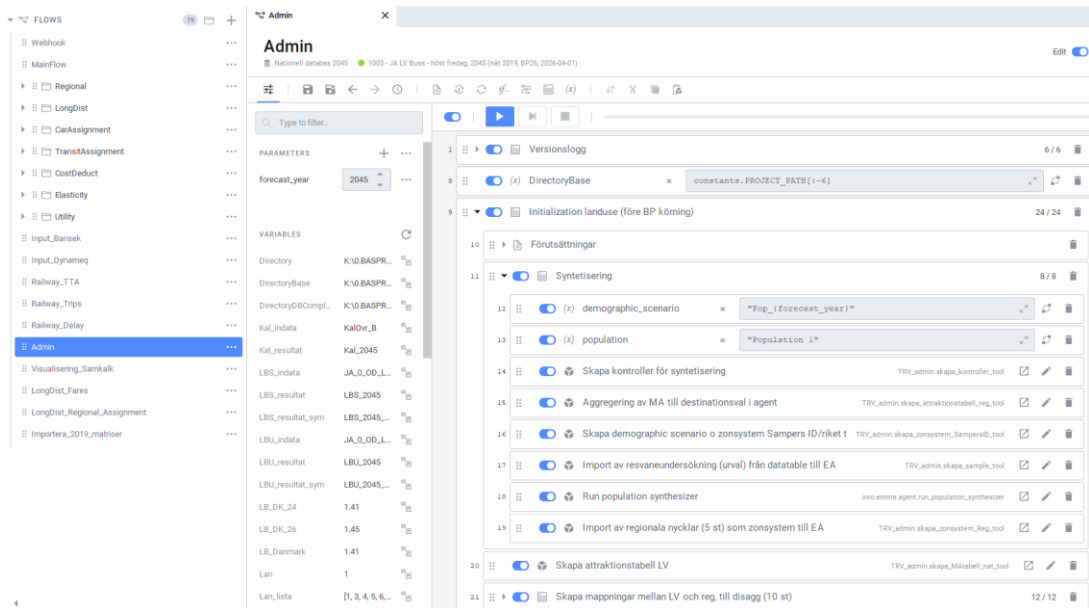 FLOWS 19
Webhook
MainFlow
Regional
LongDist
CarAssignment
TransitAssignment
CostDeduct
Elasticity
Utility
Input_Bansek
Input_Dynameq
Railway_TTA
Railway_Trips
Railway_Delay
Admin
Visualisering_Samkalk
LongDist_Fares
LongDist_Regional_Assignment
Importera_2019_matriser
Admin
Admin
Nationell databas 2045 1003 - JA LV Buss - höst fredag, 2045 (nät 2019, BP26, 2026-04-01)
Edit
Type to filter...
PARAMETERS
forecast_year 2045
VARIABLES
Directory K:\0.BASPR...
DirectoryBase K:\0.BASPR...
DirectoryDBCompl... K:\0.BASPR...
Kal_indata KalOvr_B
Kal_resultat Kal_2045
LBS_indata JA_0_OD_L...
LBS_resultat LBS_2045
LBS_resultat_sym LBS_2045_...
LBU_indata JA_0_OD_L...
LBU_resultat LBU_2045
LBU_resultat_sym LBU_2045_...
LB_DK_24 1.41
LB_DK_26 1.45
LB_Danmark 1.41
Lan 1
Lan_lista [1, 3, 4, 5, 6,...
1 Versionslogg 6 / 6
8 (x) DirectoryBase = constants.PROJECT_PATH[:-6]
9 Initialization landuse (före BP körning) 24 / 24
10 Förutsättningar
11 Syntetisering 8 / 8
12 (x) demographic_scenario = "Pop_{forecast_year}"
13 (x) population = "Population 1"
14 Skapa kontroller för syntetisering TRV_admin.skapa_kontroller_tool
15 Aggregering av MA till destinationsval i agent TRV_admin.skapa_attraktionstabell_reg_tool
16 Skapa demographic scenario o zonsystem Sampers ID/riket t TRV_admin.skapa_zonsystem_SampersID_tool
17 Import av resvaneundersökning (urval) från datatable till EA TRV_admin.skapa_sample_tool
18 Run population synthesizer inro.emme.agent.run_population_synthesizer
19 Import av regionala nycklar (5 st) som zonsystem till EA TRV_admin.skapa_zonsystem_Reg_tool
20 Skapa attraktionstabell LV TRV_admin.skapa_MAtabell_nat_tool
21 Skapa mappningar mellan LV och reg, till disagg (10 st) 12 / 12